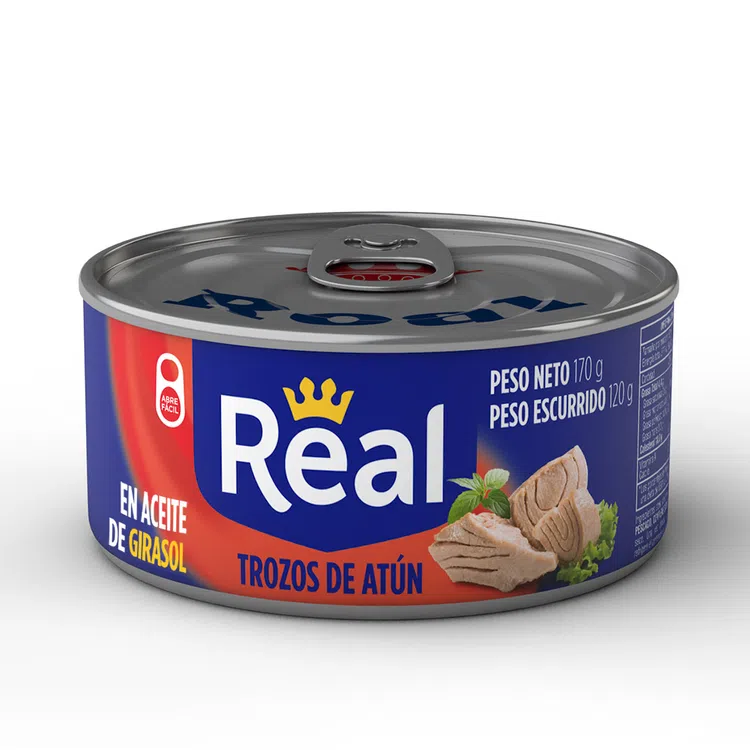 Real
ABRE
FÁCIL
Real
PESO NETO 170 g
PESO ESCURRIDO 120 g
EN ACEITE
DE GIRASOL
TROZOS DE ATÚN